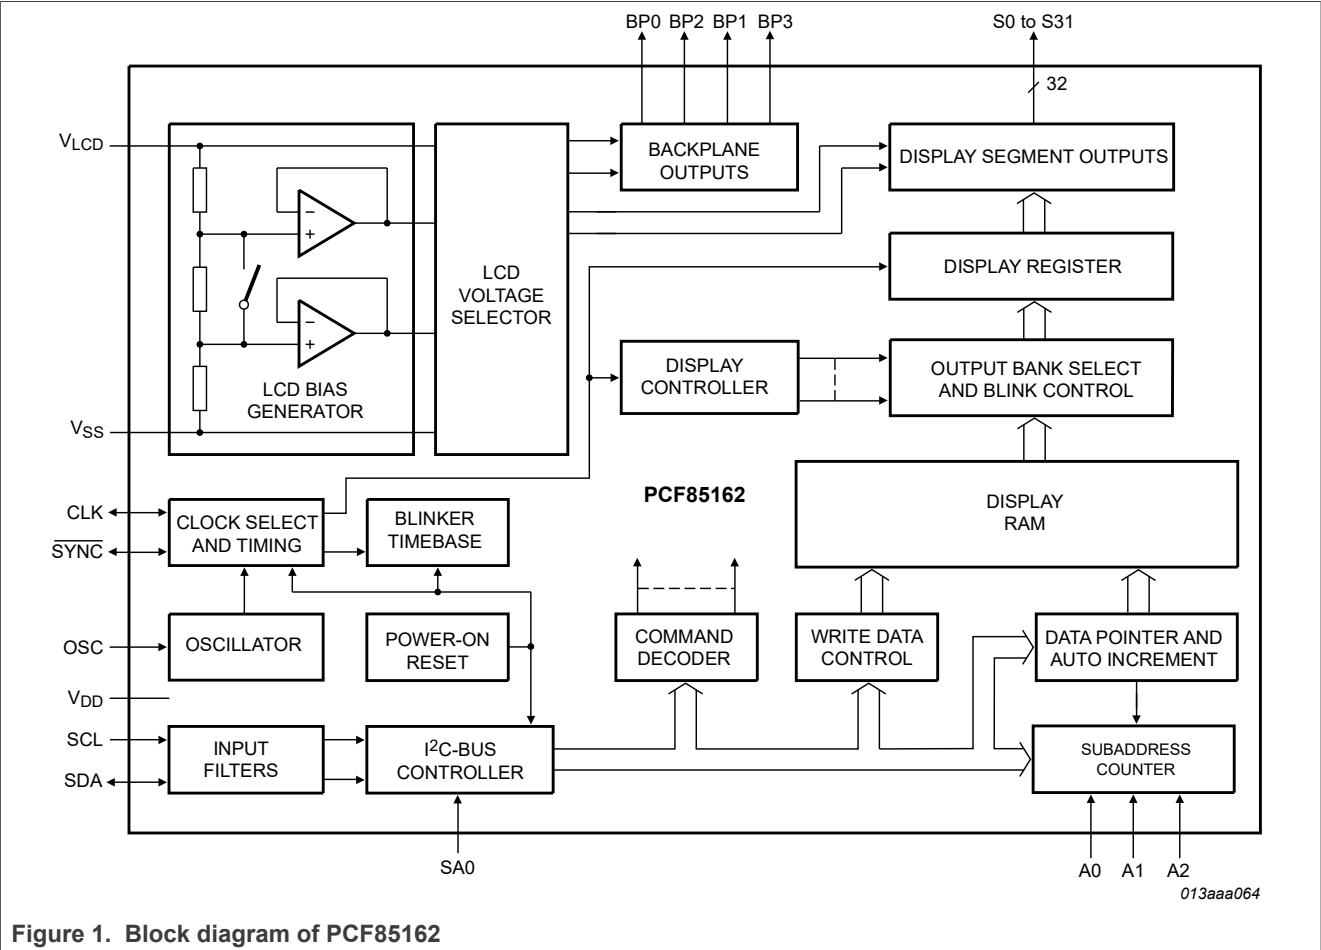 BP0 BP2 BP1 BP3
S0 to S31
32
VLCD
BACKPLANE
OUTPUTS
DISPLAY SEGMENT OUTPUTS
−
+
−
+
LCD
VOLTAGE
SELECTOR
DISPLAY REGISTER
LCD BIAS
GENERATOR
DISPLAY
CONTROLLER
OUTPUT BANK SELECT
AND BLINK CONTROL
VSS
PCF85162
DISPLAY
RAM
CLK
SYNC
CLOCK SELECT
AND TIMING
BLINKER
TIMEBASE
OSC
OSCILLATOR
POWER-ON
RESET
COMMAND
DECODER
WRITE DATA
CONTROL
DATA POINTER AND
AUTO INCREMENT
VDD
SCL
SDA
INPUT
FILTERS
I2C-BUS
CONTROLLER
SUBADDRESS
COUNTER
SA0
A0 A1 A2
013aaa064
Figure 1. Block diagram of PCF85162